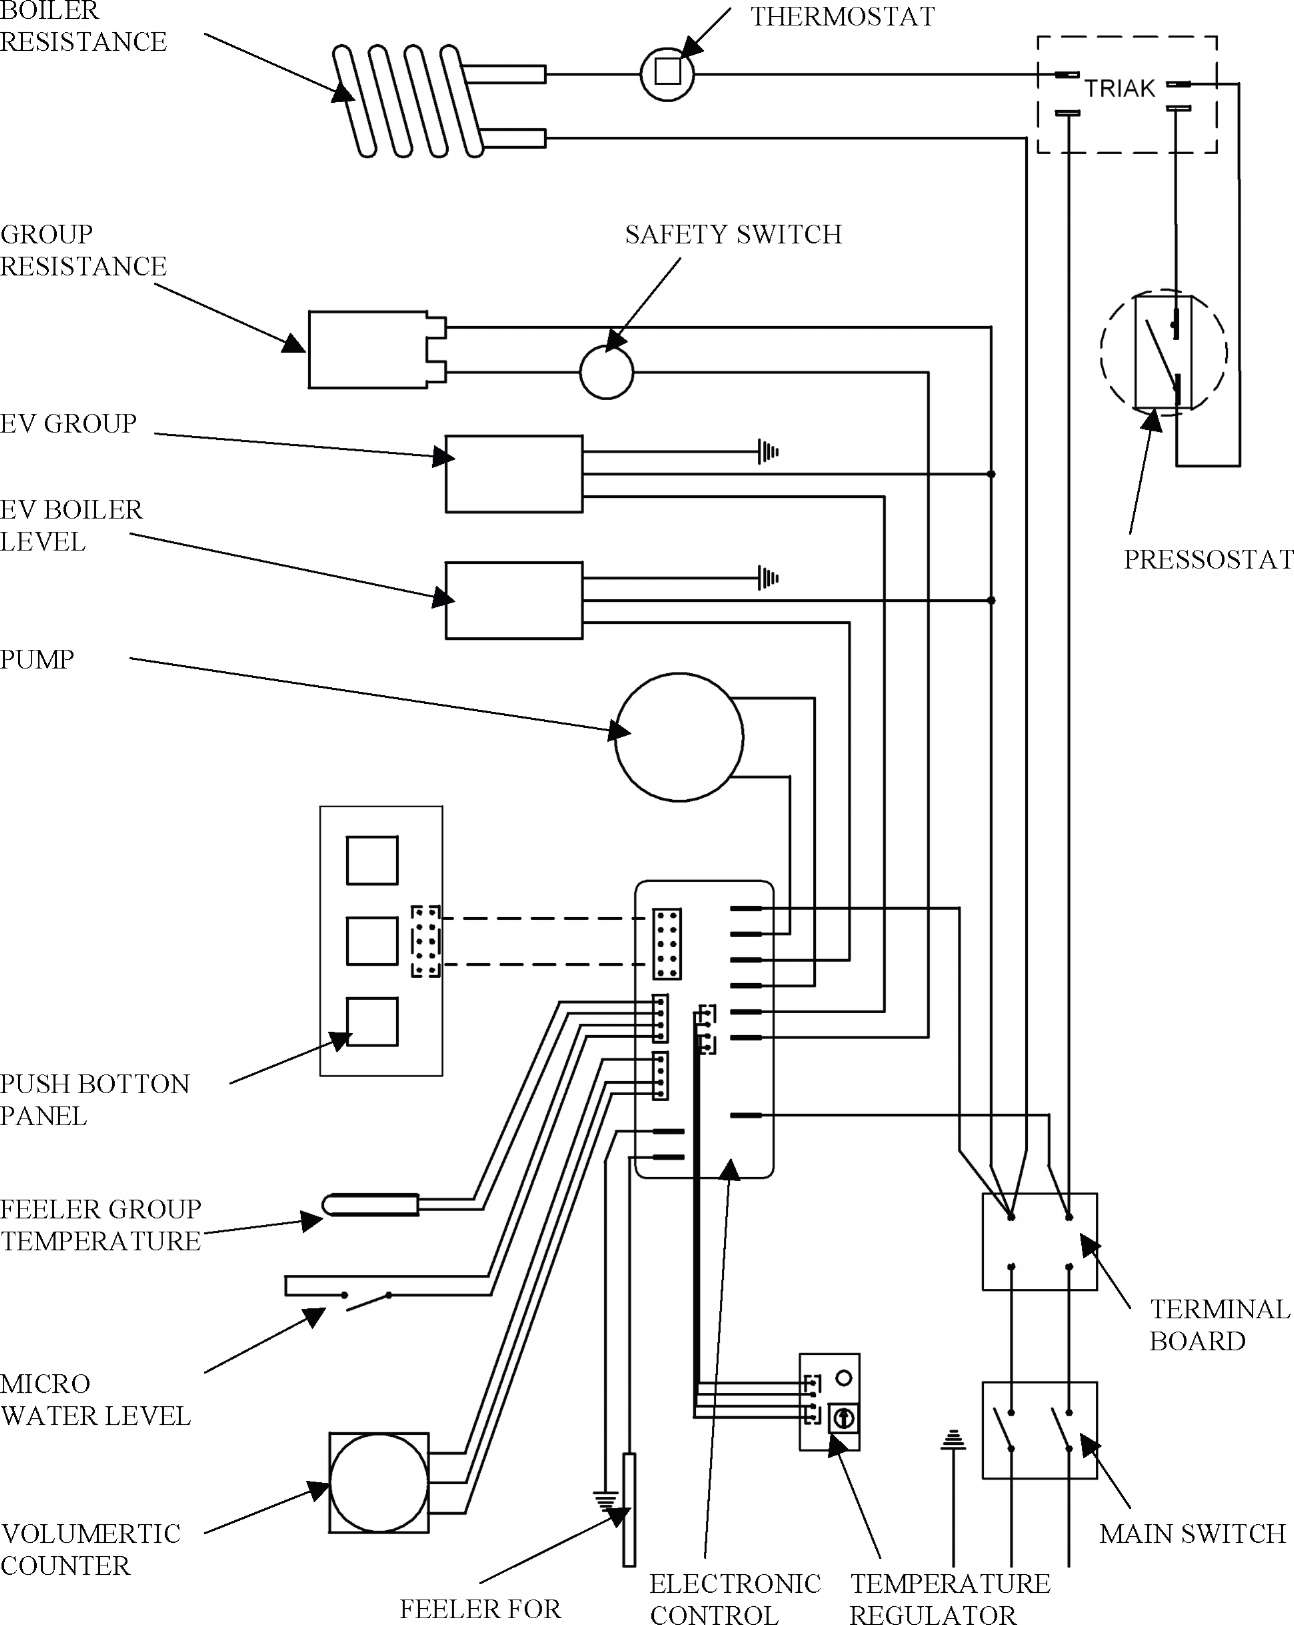 BOILER
RESISTANCE
THERMOSTAT
TRIAK
GROUP
RESISTANCE
SAFETY SWITCH
EV GROUP
EV BOILER
LEVEL
PRESSOSTAT
PUMP
PUSH BOTTON
PANEL
FEELER GROUP
TEMPERATURE
TERMINAL
BOARD
MICRO
WATER LEVEL
VOLUMERTIC
COUNTER
MAIN SWITCH
FEELER FOR
ELECTRONIC
CONTROL
TEMPERATURE
REGULATOR